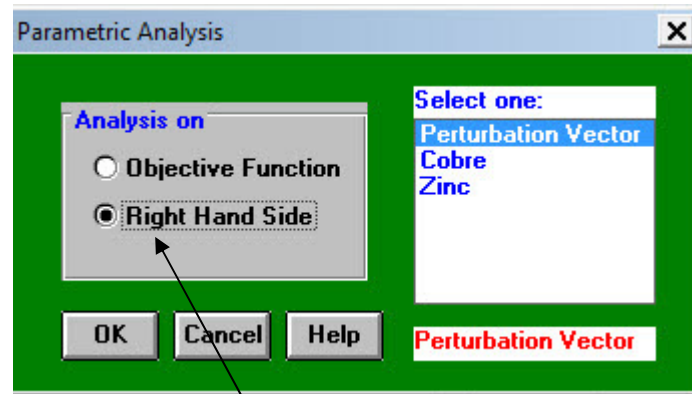 Parametric Analysis
Analysis on
Objective Function
Right Hand Side
OK
Cancel
Help
Select one:
Perturbation Vector
Cobre
Zinc
Perturbation Vector